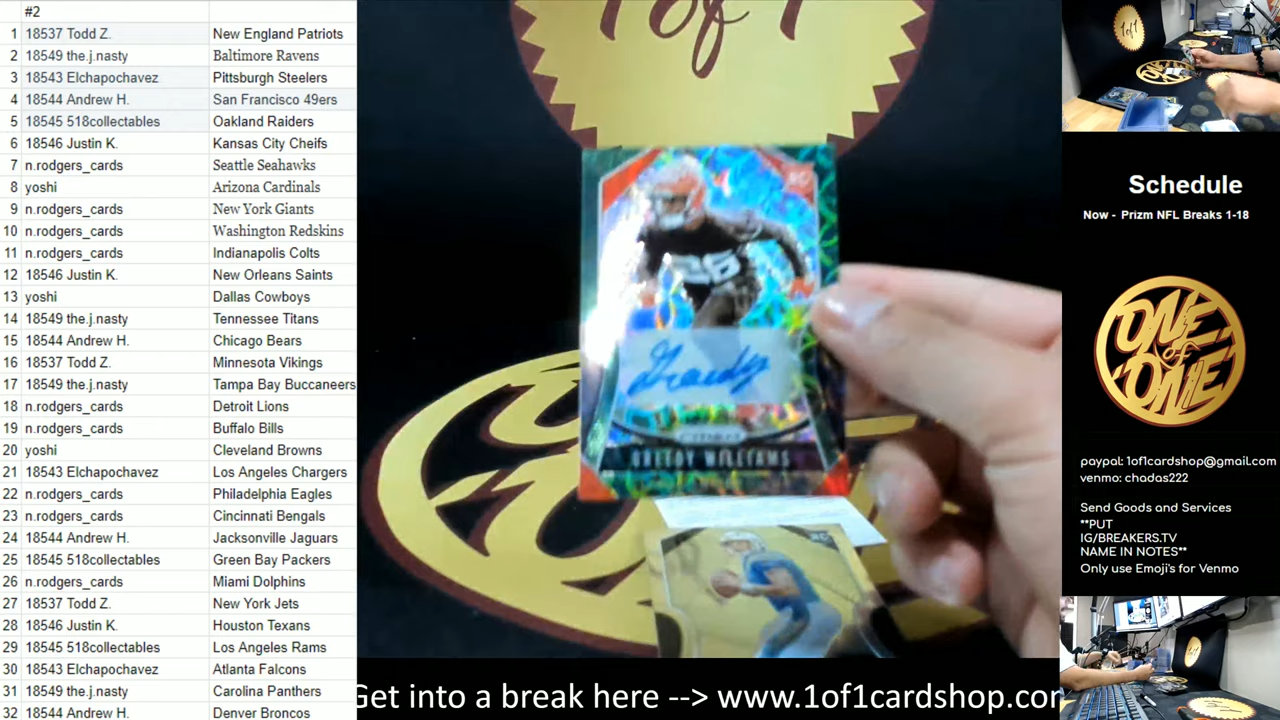 #2
1 18537 Todd Z. New England Patriots
2 18549 the.j.nasty Baltimore Ravens
3 18543 Elchapochavez Pittsburgh Steelers
4 18544 Andrew H. San Francisco 49ers
5 18545 518collectables Oakland Raiders
6 18546 Justin K. Kansas City Cheifs
7 n.rodgers_cards Seattle Seahawks
8 yoshi Arizona Cardinals
9 n.rodgers_cards New York Giants
10 n.rodgers_cards Washington Redskins
11 n.rodgers_cards Indianapolis Colts
12 18546 Justin K. New Orleans Saints
13 yoshi Dallas Cowboys
14 18549 the.j.nasty Tennessee Titans
15 18544 Andrew H. Chicago Bears
16 18537 Todd Z. Minnesota Vikings
17 18549 the.j.nasty Tampa Bay Buccaneers
18 n.rodgers_cards Detroit Lions
19 n.rodgers_cards Buffalo Bills
20 yoshi Cleveland Browns
21 18543 Elchapochavez Los Angeles Chargers
22 n.rodgers_cards Philadelphia Eagles
23 n.rodgers_cards Cincinnati Bengals
24 18544 Andrew H. Jacksonville Jaguars
25 18545 518collectables Green Bay Packers
26 n.rodgers_cards Miami Dolphins
27 18537 Todd Z. New York Jets
28 18546 Justin K. Houston Texans
29 18545 518collectables Los Angeles Rams
30 18543 Elchapochavez Atlanta Falcons
31 18549 the.j.nasty Carolina Panthers
32 18544 Andrew H. Denver Broncos
1of1
RC
26
Greedy
GREEDY WILLIAMS
RC
Get into a break here --> www.1of1cardshop.com
1of1
Schedule
Now - Prizm NFL Breaks 1-18
ONE
of
ONE
paypal: 1of1cardshop@gmail.com
venmo: chadas222
Send Goods and Services
**PUT
IG/BREAKERS.TV
NAME IN NOTES**
Only use Emoji's for Venmo